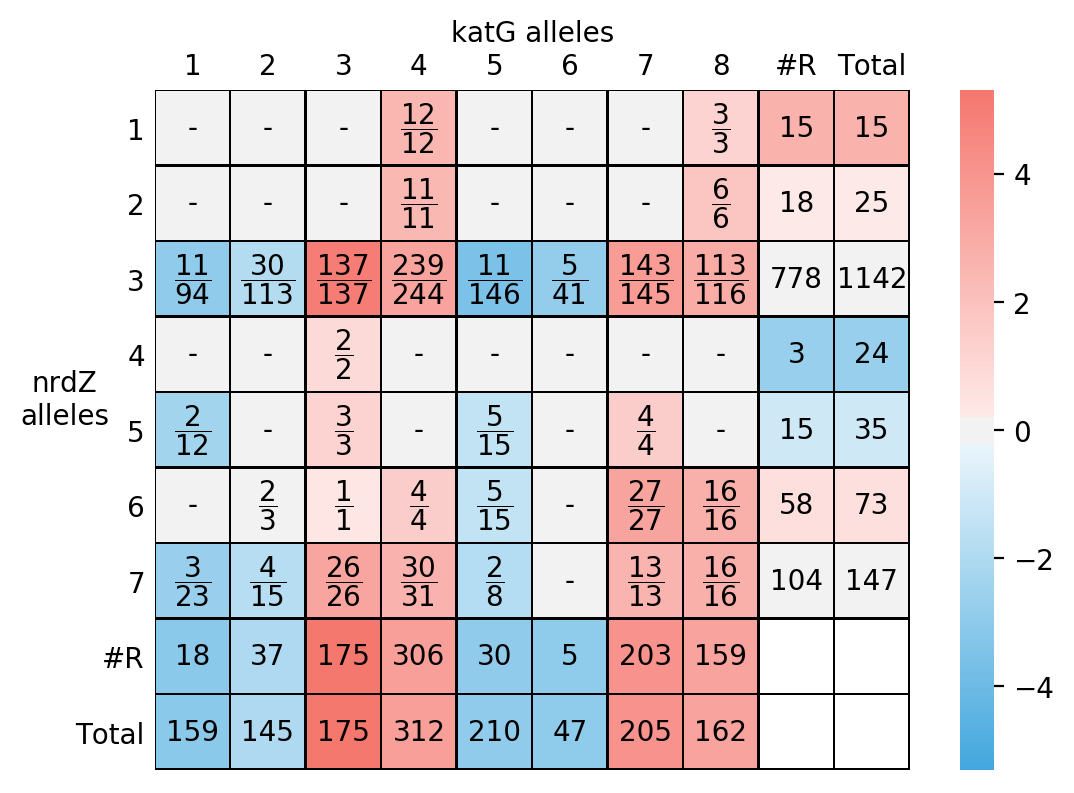 katG alleles
1 2 3 4 5 6 7 8 #R Total
1 - - - 12/12 - - - 3/3 15 15
2 - - - 11/11 - - - 6/6 18 25
3 11/94 30/113 137/137 239/244 11/146 5/41 143/145 113/116 778 1142
4 - - 2/2 - - - - - 3 24
nrdZ
alleles
5 2/12 - 3/3 - 5/15 - 4/4 - 15 35
6 - 2/3 1/1 4/4 5/15 - 27/27 16/16 58 73
7 3/23 4/15 26/26 30/31 2/8 - 13/13 16/16 104 147
#R 18 37 175 306 30 5 203 159
Total 159 145 175 312 210 47 205 162
4
2
0
−2
−4